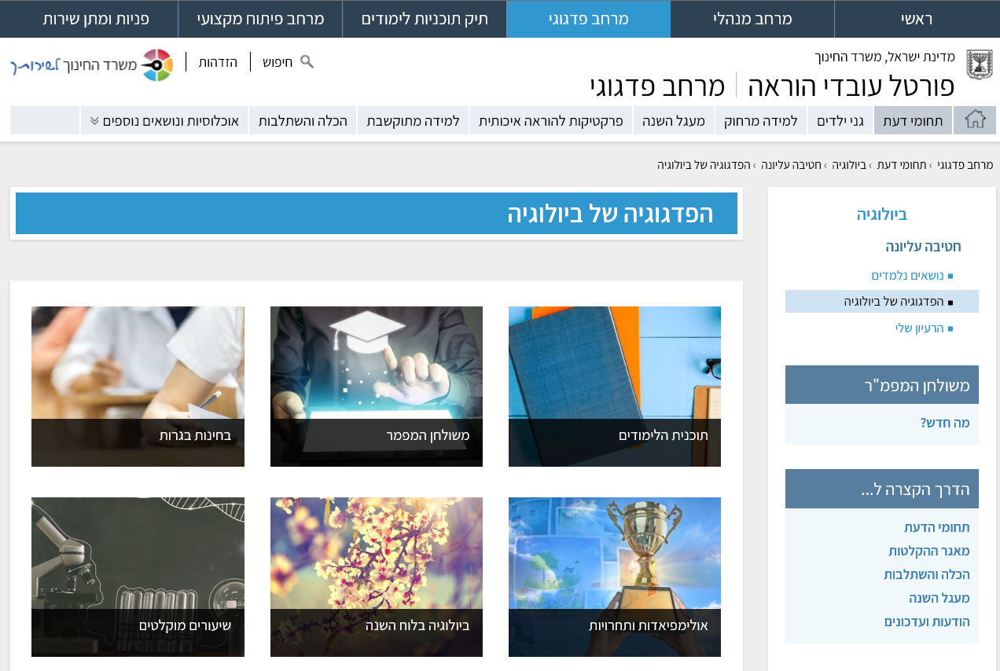 ראשי
מרחב מנהלי
מרחב פדגוגי
תיק תוכניות לימודים
מרחב פיתוח מקצועי
פניות ומתן שירות
מדינת ישראל, משרד החינוך
פורטל עובדי הוראה | מרחב פדגוגי
חיפוש
הזדהות
משרד החינוך לשירותך
תחומי דעת
גני ילדים
למידה מרחוק
מעגל השנה
פרקטיקות להוראה איכותית
למידה מתוקשבת
הכלה והשתלבות
אוכלוסיות ונושאים נוספים
מרחב פדגוגי › תחומי דעת › ביולוגיה › חטיבה עליונה › הפדגוגיה של ביולוגיה ›
ביולוגיה
חטיבה עליונה
נושאים נלמדים
הפדגוגיה של ביולוגיה
הרעיון שלי
משולחן המפמ"ר
מה חדש?
הדרך הקצרה ל...
תחומי הדעת
מאגר ההקלטות
הכלה והשתלבות
מעגל השנה
הודעות ועדכונים
הפדגוגיה של ביולוגיה
תוכנית הלימודים
משולחן המפמר
בחינות בגרות
אולימפיאדות ותחרויות
ביולוגיה בלוח השנה
שיעורים מוקלטים